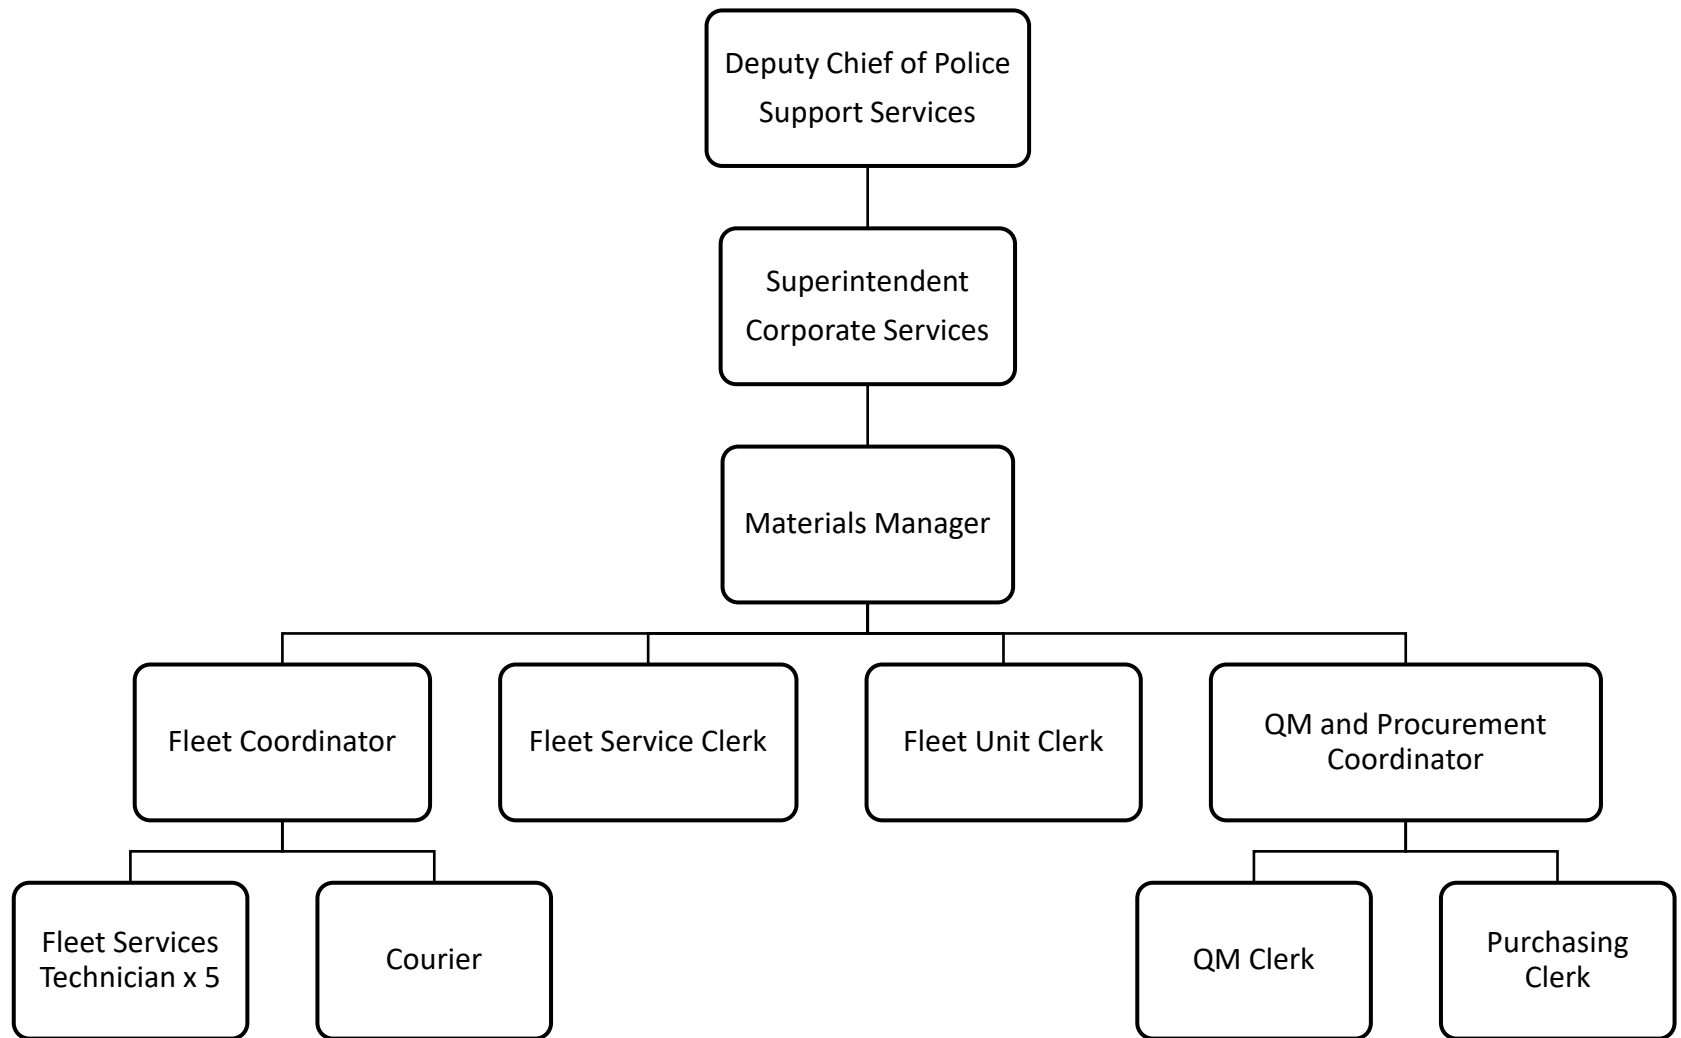 Deputy Chief of Police
Support Services
Superintendent
Corporate Services
Materials Manager
Fleet Coordinator
Fleet Service Clerk
Fleet Unit Clerk
QM and Procurement
Coordinator
Fleet Services
Technician x 5
Courier
QM Clerk
Purchasing
Clerk